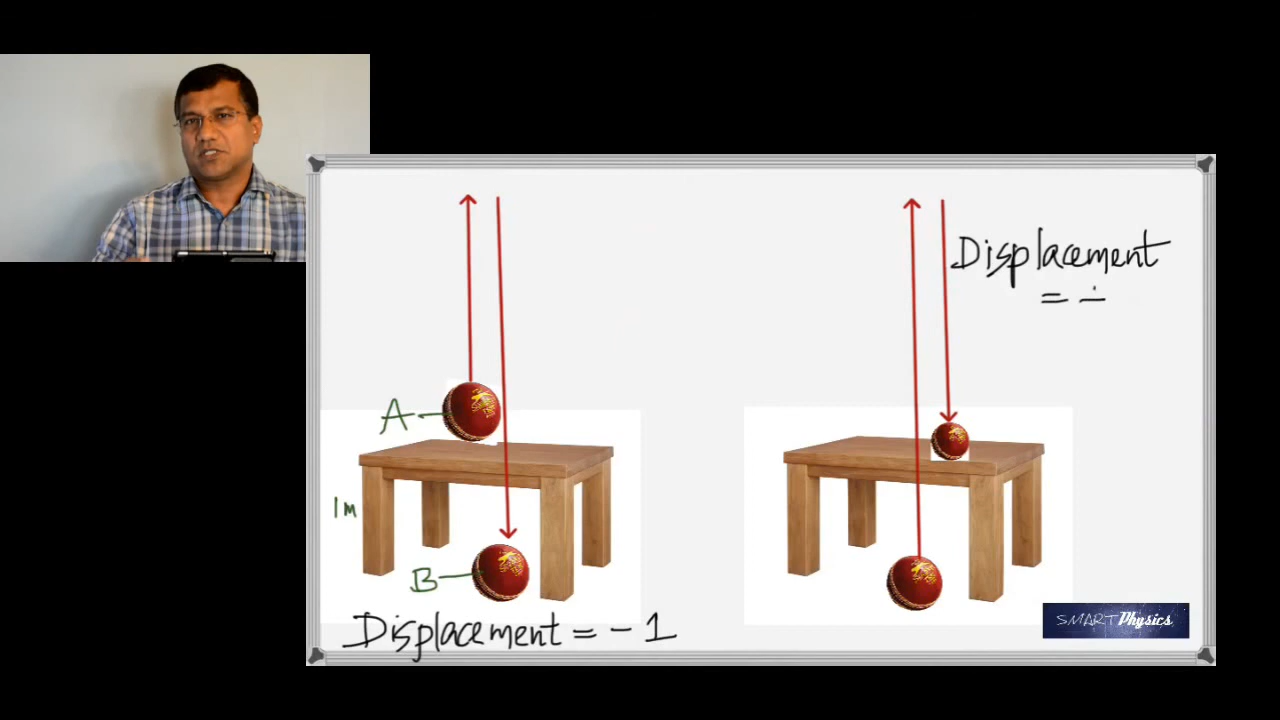 A
1M
B
Displacement = - 1
Displacement
=
SMART Physics